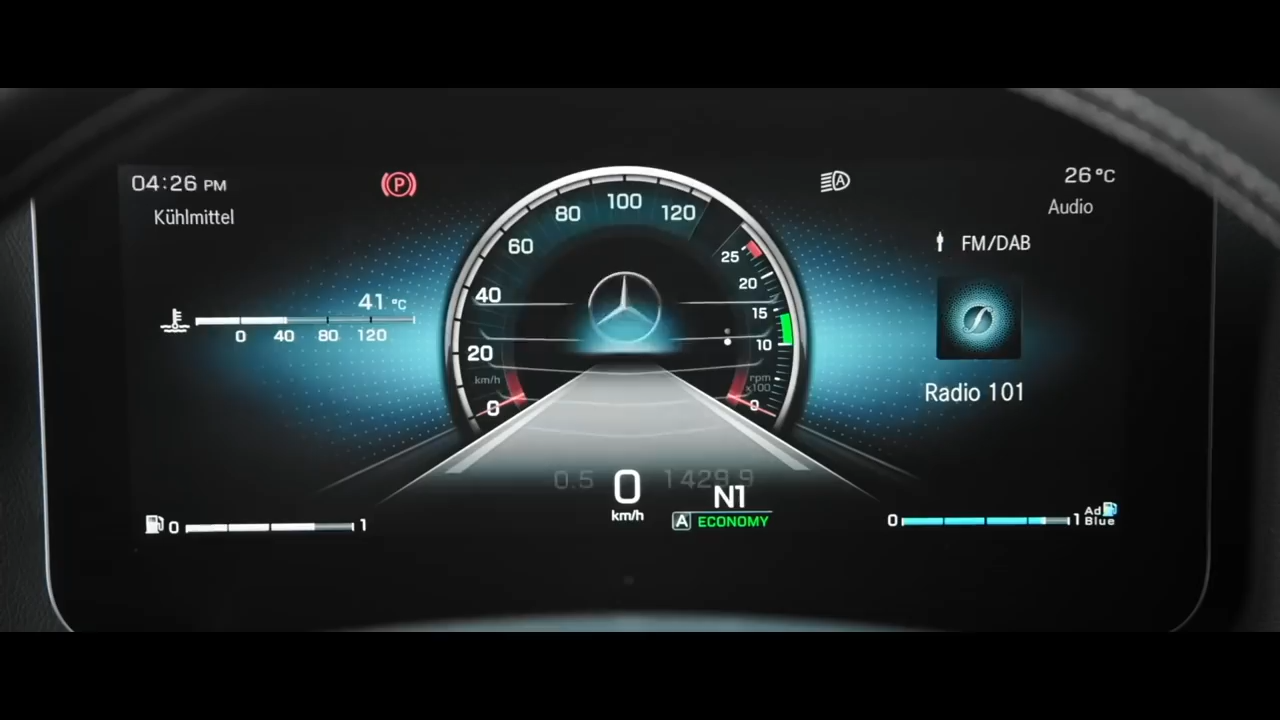 04:26 PM
26 °C
Kühlmittel
Audio
FM/DAB
41 °C
0 40 80 120
0 20 40 60 80 100 120
km/h
25
20
15
10
0
rpm
x100
Radio 101
0.5
1429.9
0
km/h
N1
A ECONOMY
0 1
0 1
AdBlue
P
A